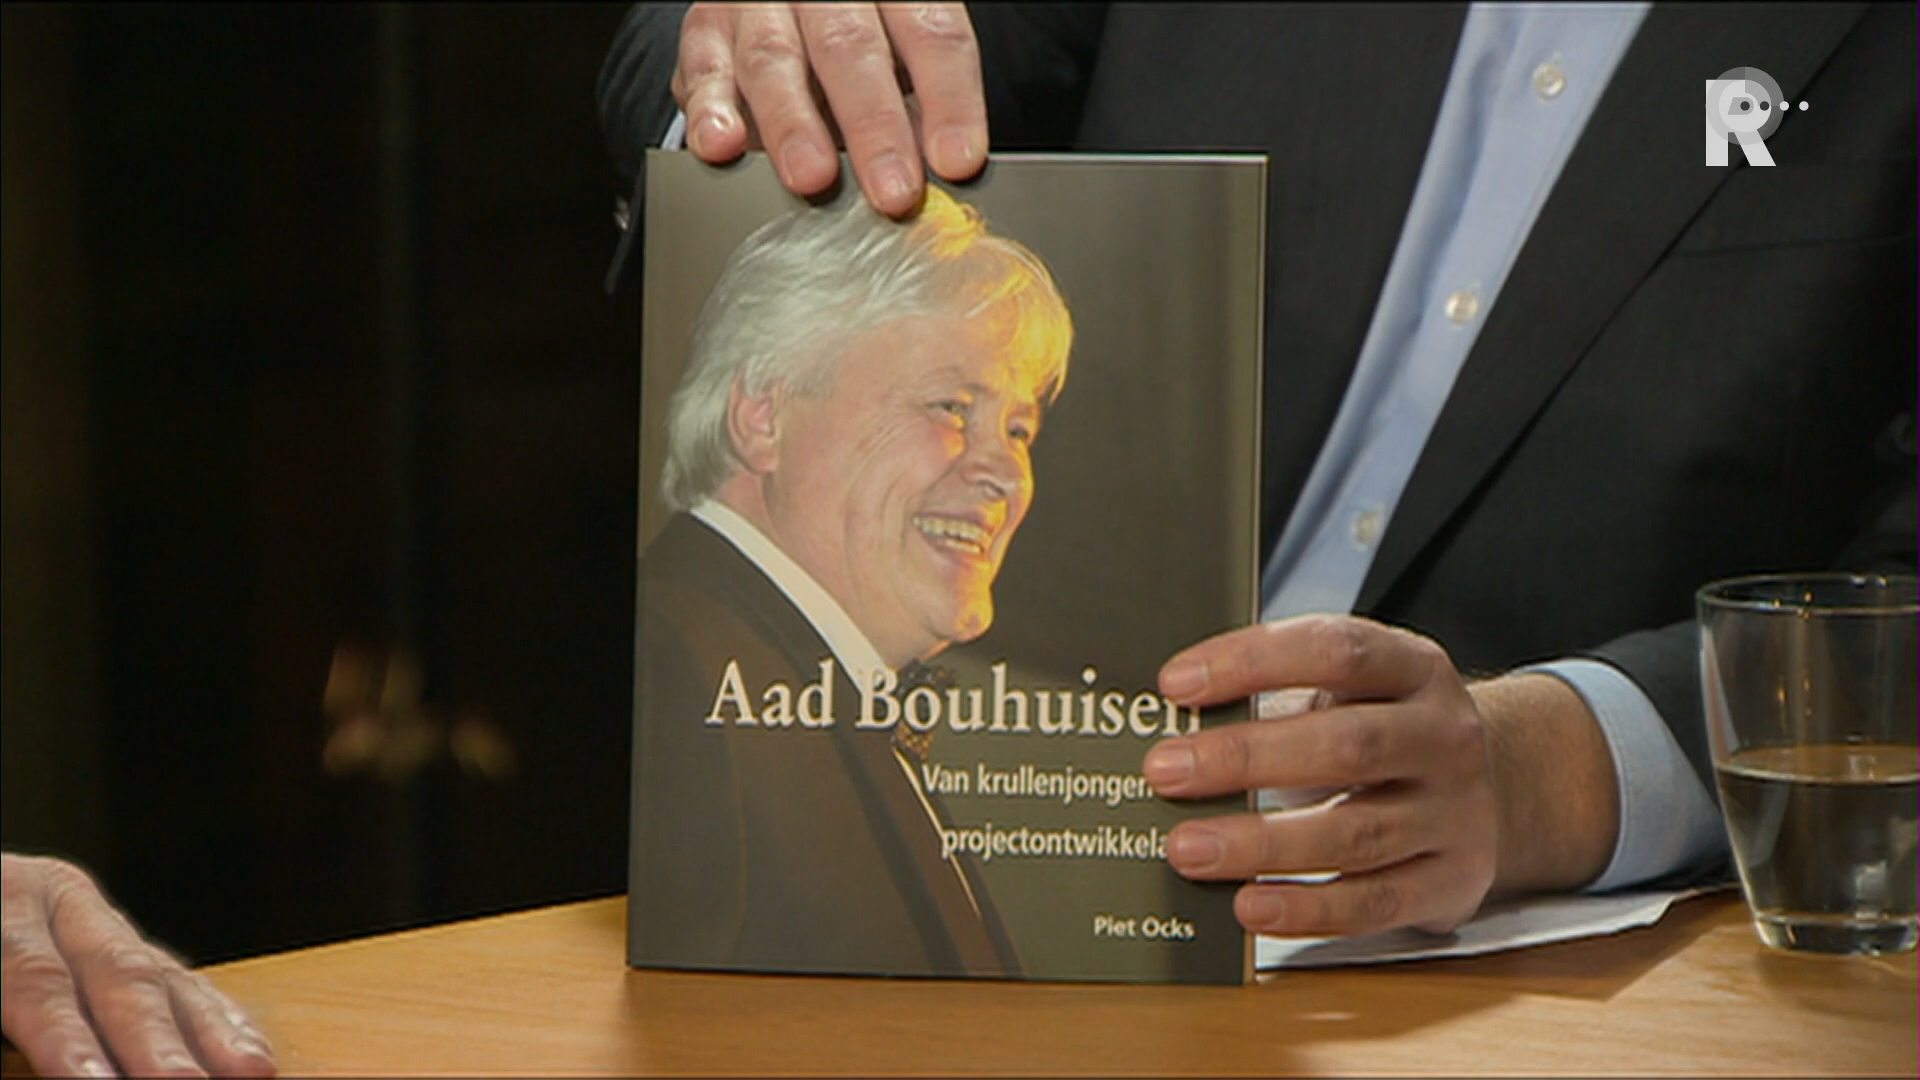 R
Aad Bouhuisen
Van krullenjongen
projectontwikkela
Piet Ocks